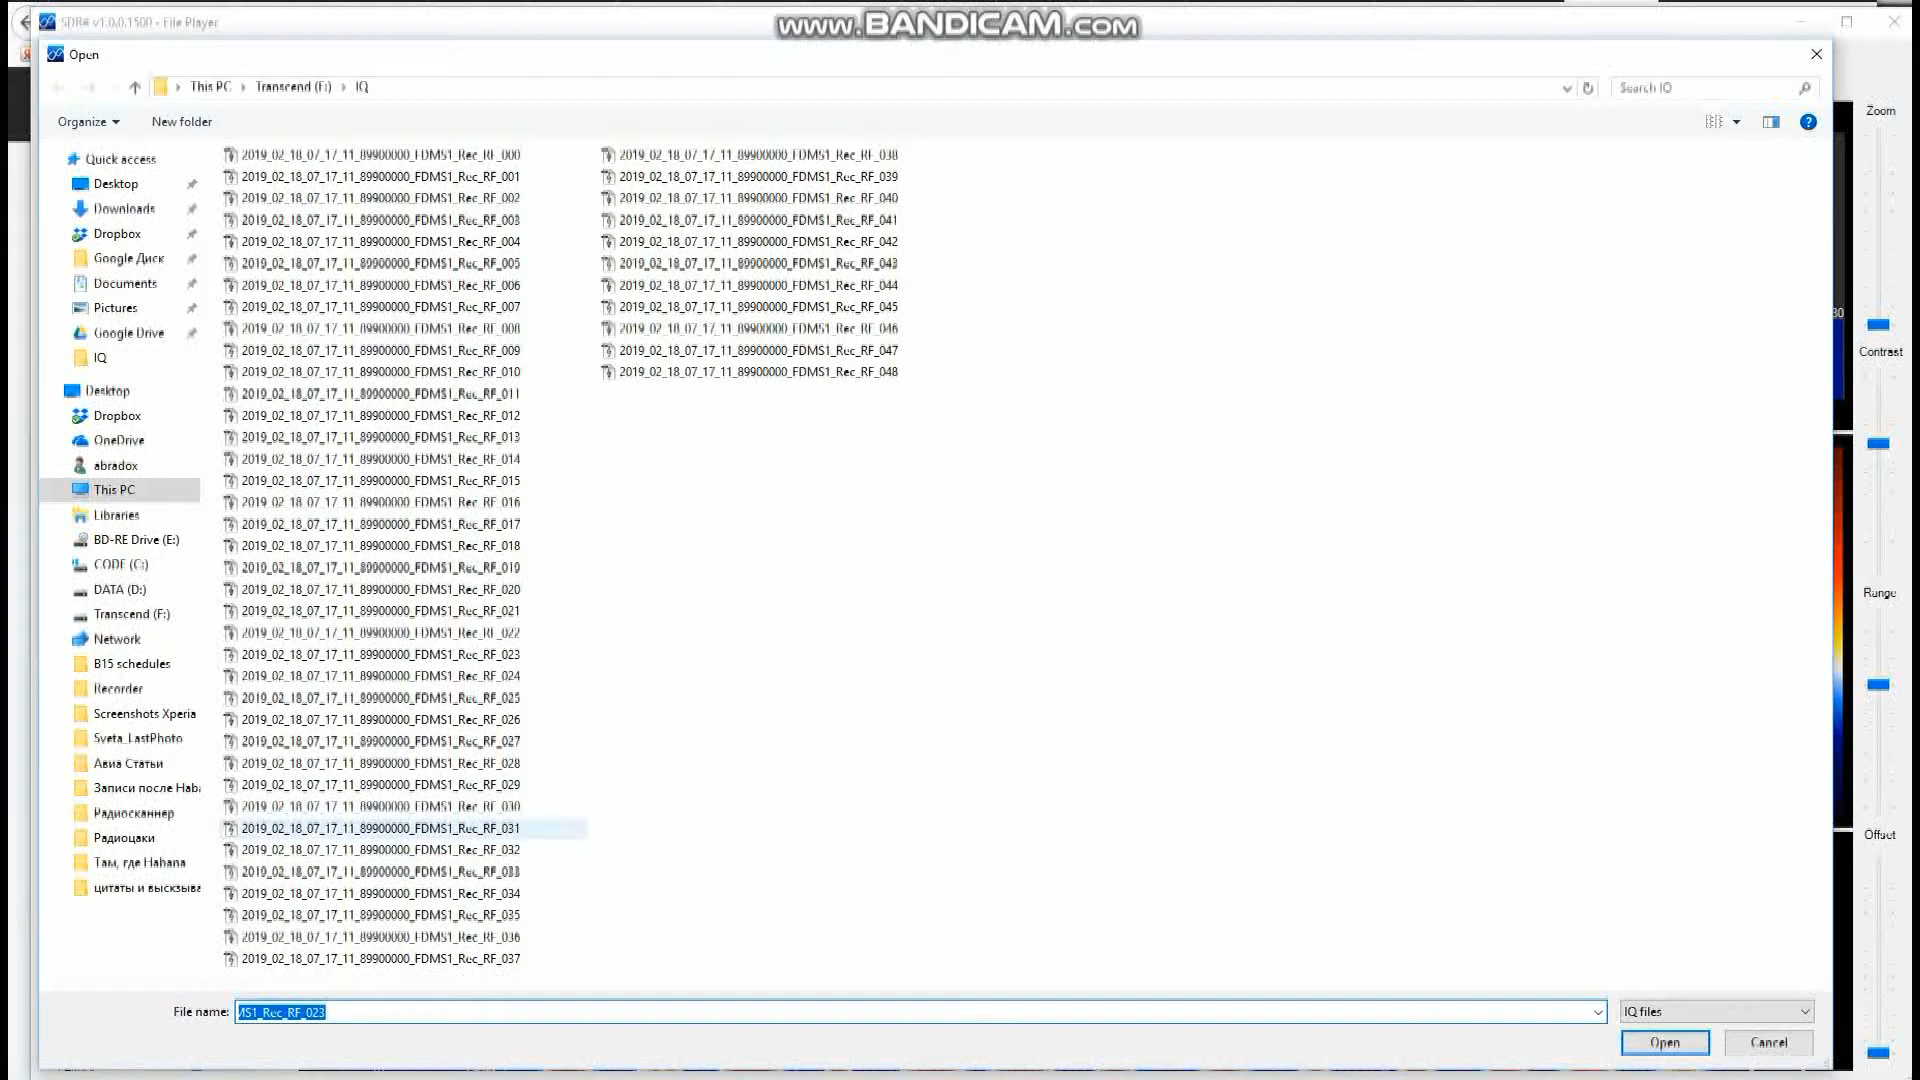 SDR# v1.0.0.1500 - File Player
www.BANDICAM.com
Open
This PC > Transcend (F:) > IQ
Search IQ
Organize
New folder
Zoom
Quick access
Desktop
Downloads
Dropbox
Google Диск
Documents
Pictures
Google Drive
IQ
Desktop
Dropbox
OneDrive
abradox
This PC
Libraries
BD-RE Drive (E:)
CODE (C:)
DATA (D:)
Transcend (F:)
Network
B15 schedules
Recorder
Screenshots Xperia
Sveta_LastPhoto
Авиа Статьи
Записи после Haba
Радиосканнер
Радиоцаки
Там, где Habana
цитаты и высказыва
2019_02_18_07_17_11_89900000_FDMS1_Rec_RF_000
2019_02_18_07_17_11_89900000_FDMS1_Rec_RF_001
2019_02_18_07_17_11_89900000_FDMS1_Rec_RF_002
2019_02_18_07_17_11_89900000_FDMS1_Rec_RF_003
2019_02_18_07_17_11_89900000_FDMS1_Rec_RF_004
2019_02_18_07_17_11_89900000_FDMS1_Rec_RF_005
2019_02_18_07_17_11_89900000_FDMS1_Rec_RF_006
2019_02_18_07_17_11_89900000_FDMS1_Rec_RF_007
2019_02_18_07_17_11_89900000_FDMS1_Rec_RF_008
2019_02_18_07_17_11_89900000_FDMS1_Rec_RF_009
2019_02_18_07_17_11_89900000_FDMS1_Rec_RF_010
2019_02_18_07_17_11_89900000_FDMS1_Rec_RF_011
2019_02_18_07_17_11_89900000_FDMS1_Rec_RF_012
2019_02_18_07_17_11_89900000_FDMS1_Rec_RF_013
2019_02_18_07_17_11_89900000_FDMS1_Rec_RF_014
2019_02_18_07_17_11_89900000_FDMS1_Rec_RF_015
2019_02_18_07_17_11_89900000_FDMS1_Rec_RF_016
2019_02_18_07_17_11_89900000_FDMS1_Rec_RF_017
2019_02_18_07_17_11_89900000_FDMS1_Rec_RF_018
2019_02_18_07_17_11_89900000_FDMS1_Rec_RF_019
2019_02_18_07_17_11_89900000_FDMS1_Rec_RF_020
2019_02_18_07_17_11_89900000_FDMS1_Rec_RF_021
2019_02_18_07_17_11_89900000_FDMS1_Rec_RF_022
2019_02_18_07_17_11_89900000_FDMS1_Rec_RF_023
2019_02_18_07_17_11_89900000_FDMS1_Rec_RF_024
2019_02_18_07_17_11_89900000_FDMS1_Rec_RF_025
2019_02_18_07_17_11_89900000_FDMS1_Rec_RF_026
2019_02_18_07_17_11_89900000_FDMS1_Rec_RF_027
2019_02_18_07_17_11_89900000_FDMS1_Rec_RF_028
2019_02_18_07_17_11_89900000_FDMS1_Rec_RF_029
2019_02_18_07_17_11_89900000_FDMS1_Rec_RF_030
2019_02_18_07_17_11_89900000_FDMS1_Rec_RF_031
2019_02_18_07_17_11_89900000_FDMS1_Rec_RF_032
2019_02_18_07_17_11_89900000_FDMS1_Rec_RF_033
2019_02_18_07_17_11_89900000_FDMS1_Rec_RF_034
2019_02_18_07_17_11_89900000_FDMS1_Rec_RF_035
2019_02_18_07_17_11_89900000_FDMS1_Rec_RF_036
2019_02_18_07_17_11_89900000_FDMS1_Rec_RF_037
2019_02_18_07_17_11_89900000_FDMS1_Rec_RF_038
2019_02_18_07_17_11_89900000_FDMS1_Rec_RF_039
2019_02_18_07_17_11_89900000_FDMS1_Rec_RF_040
2019_02_18_07_17_11_89900000_FDMS1_Rec_RF_041
2019_02_18_07_17_11_89900000_FDMS1_Rec_RF_042
2019_02_18_07_17_11_89900000_FDMS1_Rec_RF_043
2019_02_18_07_17_11_89900000_FDMS1_Rec_RF_044
2019_02_18_07_17_11_89900000_FDMS1_Rec_RF_045
2019_02_18_07_17_11_89900000_FDMS1_Rec_RF_046
2019_02_18_07_17_11_89900000_FDMS1_Rec_RF_047
2019_02_18_07_17_11_89900000_FDMS1_Rec_RF_048
30
Contrast
Range
Offset
File name:
MS1_Rec_RF_023
IQ files
Open
Cancel